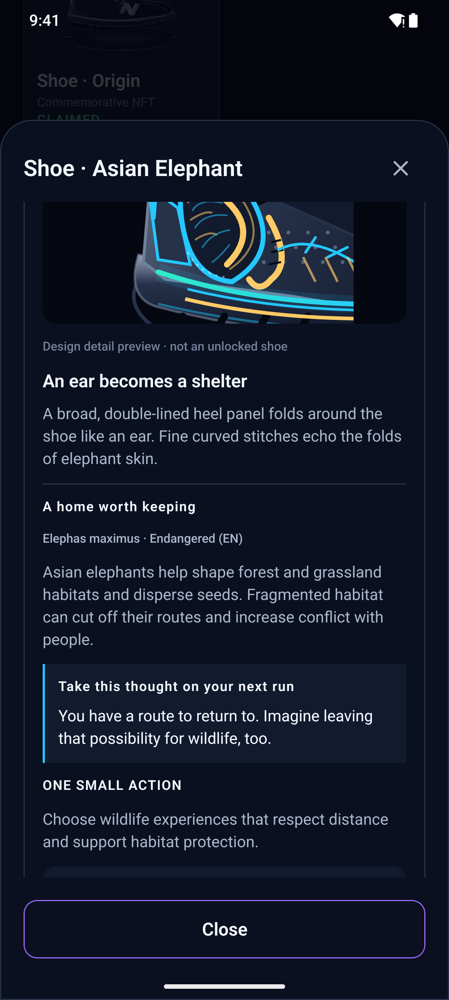 9:41
N
Shoe · Origin
Commemorative NFT
CLAIMED
Shoe · Asian Elephant
Design detail preview · not an unlocked shoe
An ear becomes a shelter
A broad, double-lined heel panel folds around the
shoe like an ear. Fine curved stitches echo the folds
of elephant skin.
A home worth keeping
Elephas maximus · Endangered (EN)
Asian elephants help shape forest and grassland
habitats and disperse seeds. Fragmented habitat
can cut off their routes and increase conflict with
people.
Take this thought on your next run
You have a route to return to. Imagine leaving
that possibility for wildlife, too.
ONE SMALL ACTION
Choose wildlife experiences that respect distance
and support habitat protection.
Close